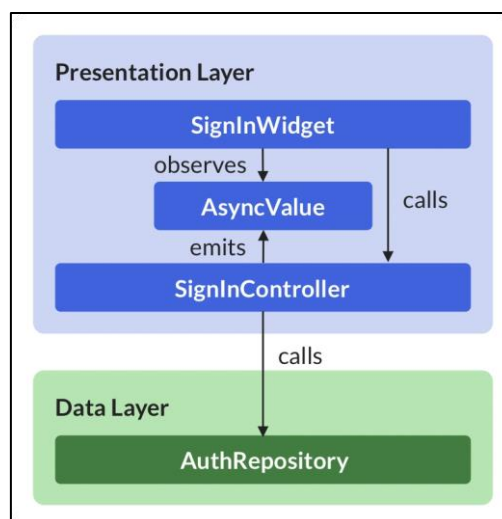 Presentation Layer
SignInWidget
observes
calls
AsyncValue
emits
SignInController
calls
Data Layer
AuthRepository